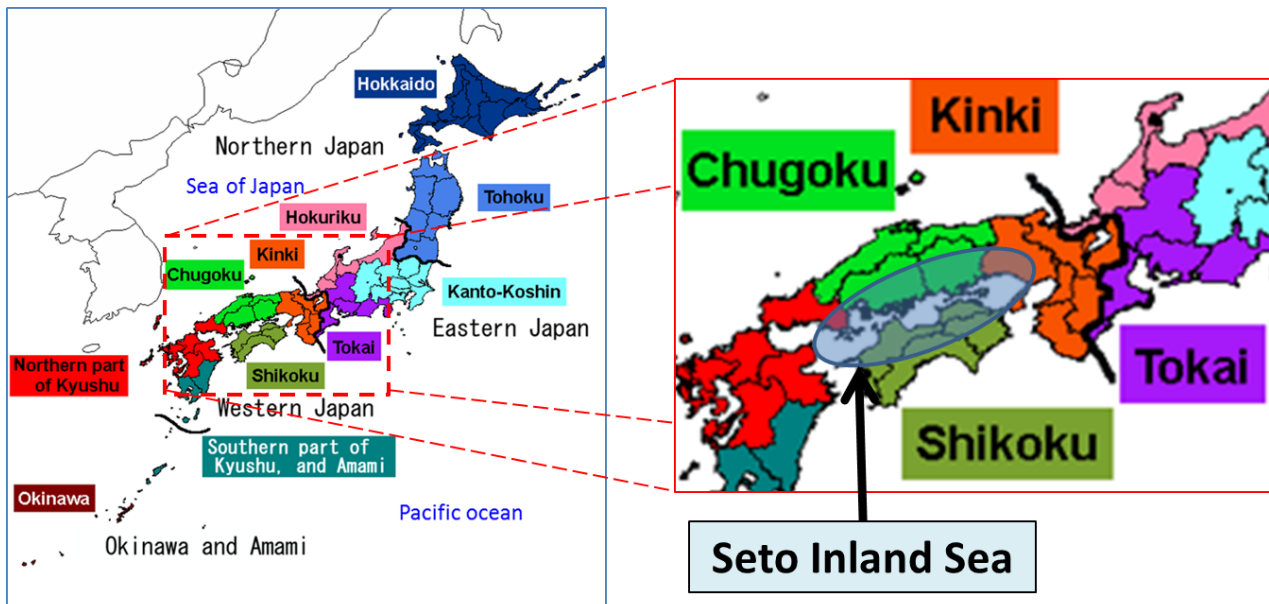 Hokkaido
Northern Japan
Sea of Japan
Tohoku
Hokuriku
Kinki
Chugoku
Kanto-Koshin
Eastern Japan
Tokai
Northern part
of Kyushu
Shikoku
Western Japan
Southern part of
Kyushu, and Amami
Okinawa
Pacific ocean
Okinawa and Amami
Kinki
Chugoku
Tokai
Shikoku
Seto Inland Sea